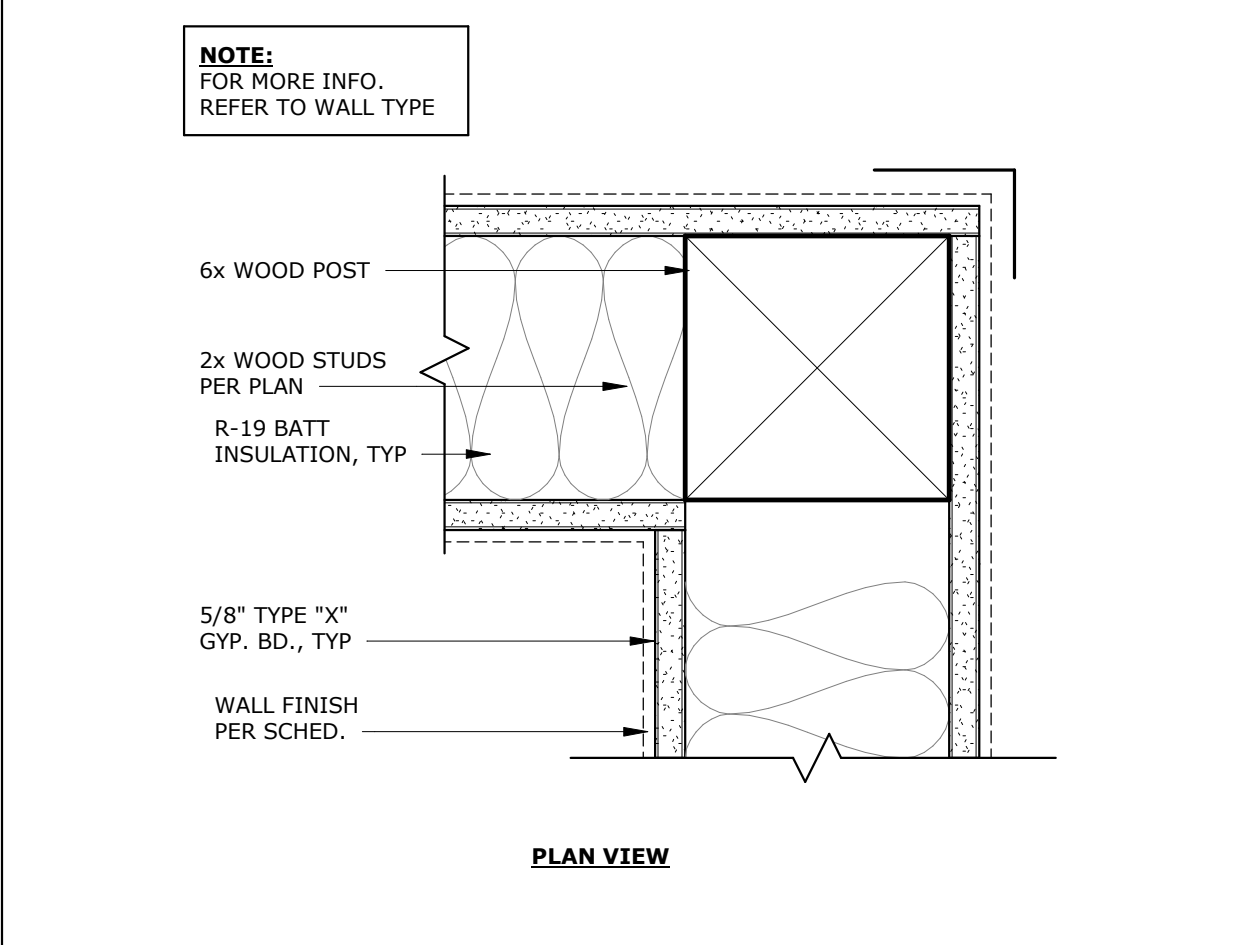 NOTE:
FOR MORE INFO.
REFER TO WALL TYPE
6x WOOD POST
2x WOOD STUDS
PER PLAN
R-19 BATT
INSULATION, TYP
5/8" TYPE "X"
GYP. BD., TYP
WALL FINISH
PER SCHED.
PLAN VIEW